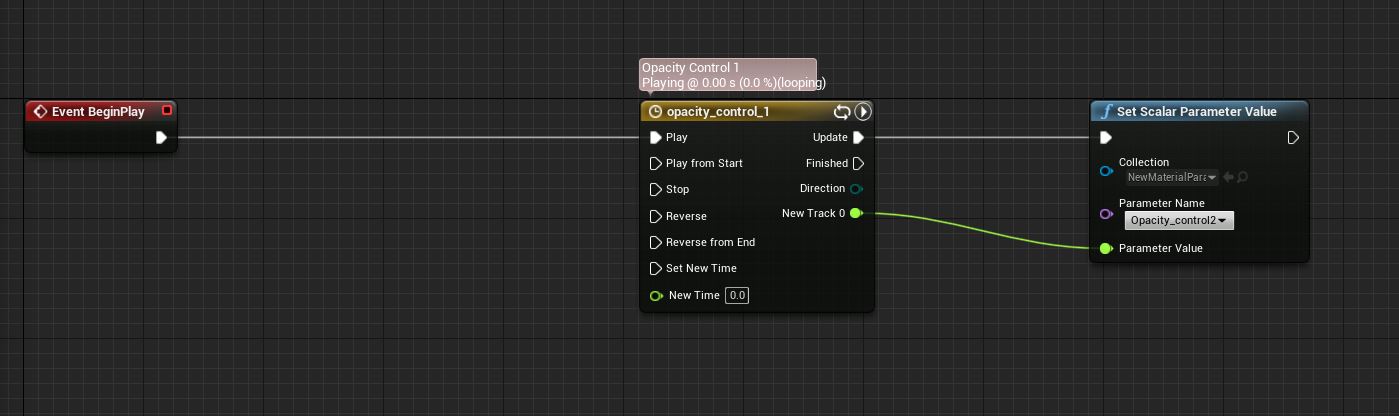 Opacity Control 1
Playing @ 0.00 s (0.0 %)(looping)
Event BeginPlay
opacity_control_1
Set Scalar Parameter Value
Play
Update
Play from Start
Finished
Collection
Stop
Direction
NewMaterialPara
Reverse
New Track 0
Parameter Name
Opacity_control2
Reverse from End
Parameter Value
Set New Time
New Time 0.0